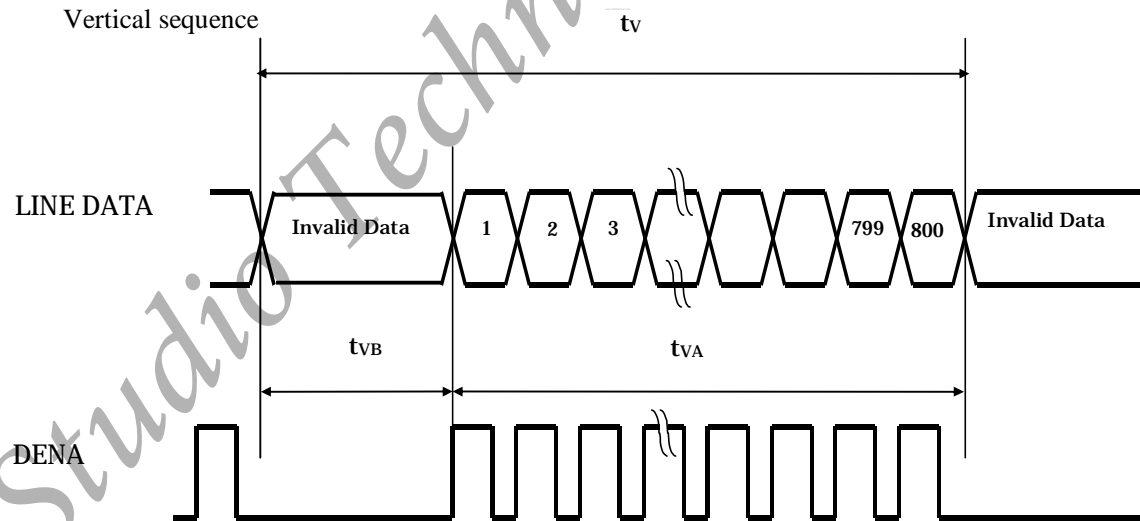 Vertical sequence
tV
LINE DATA
Invalid Data
1
2
3
799
800
Invalid Data
tVB
tVA
DENA
Studio Techn